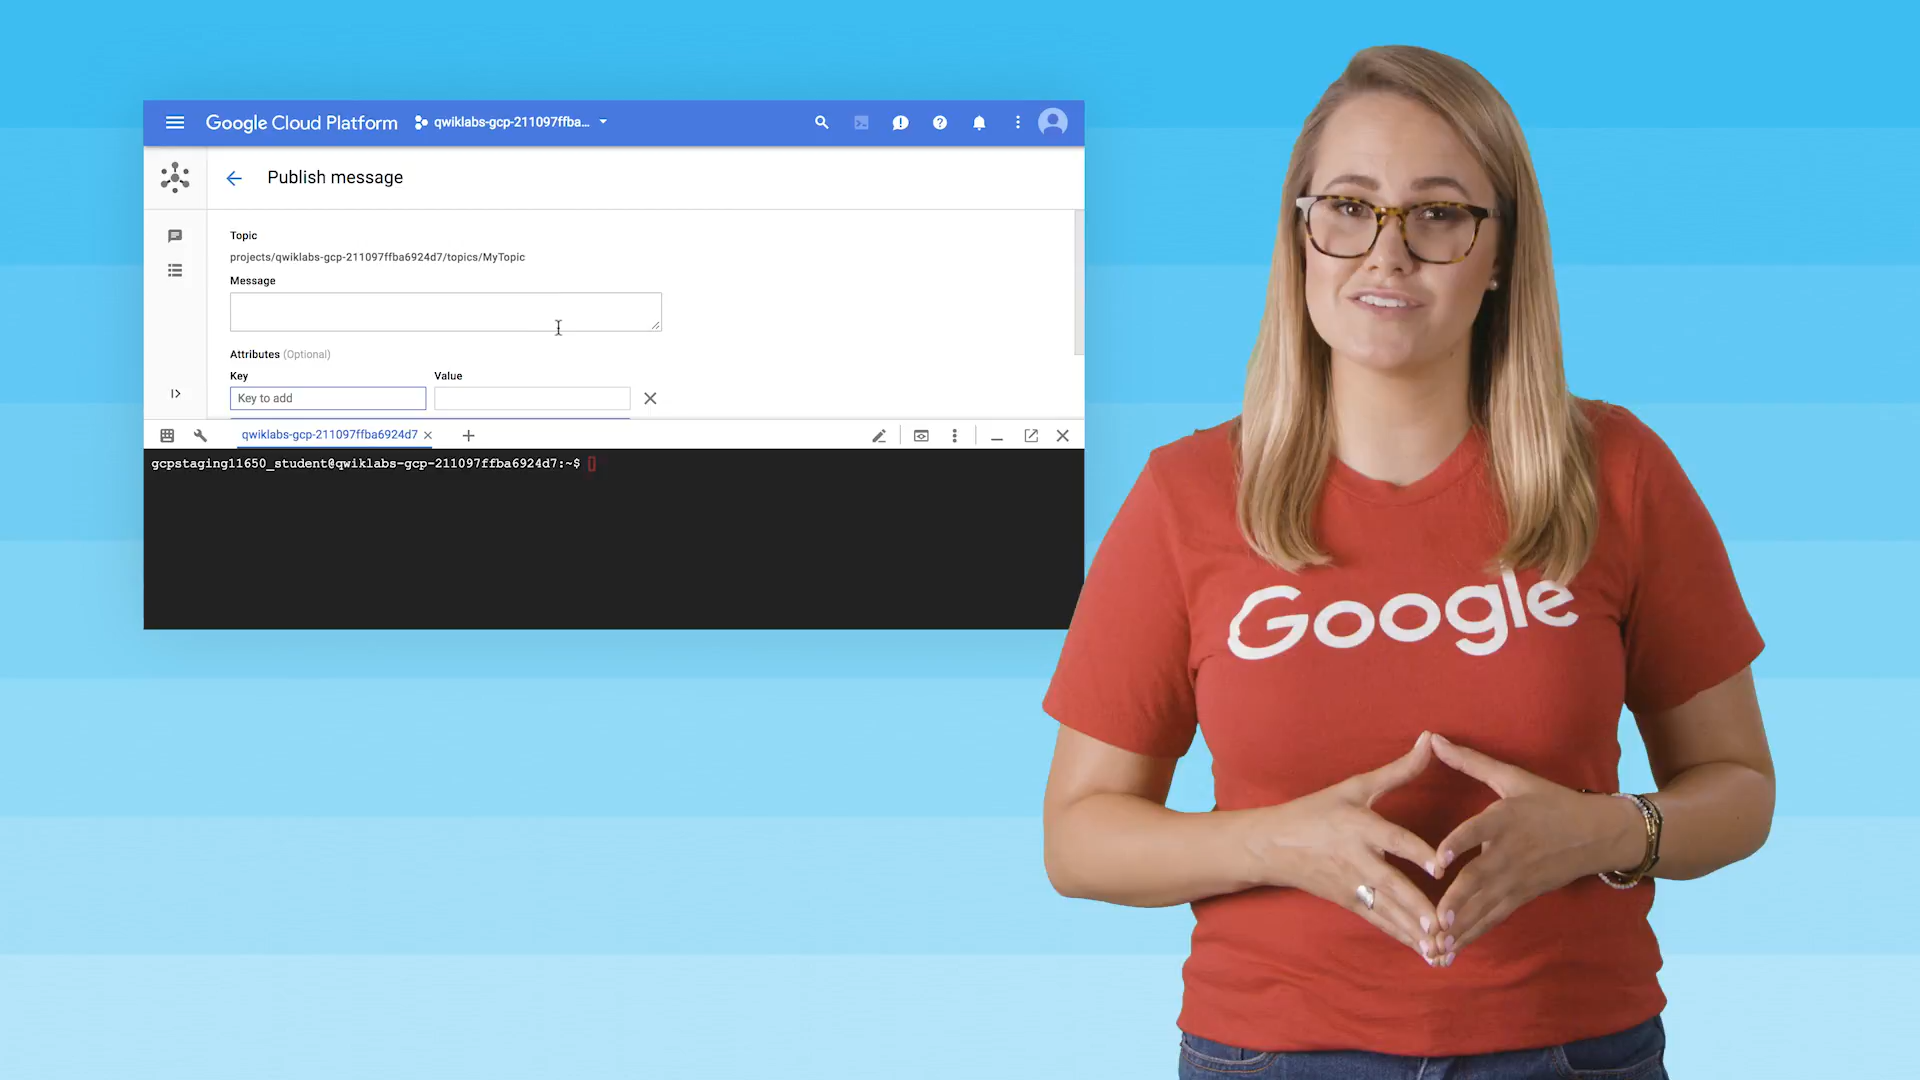 Google Cloud Platform
qwiklabs-gcp-211097ffba...
Publish message
Topic
projects/qwiklabs-gcp-211097ffba6924d7/topics/MyTopic
Message
Attributes (Optional)
Key
Value
Key to add
qwiklabs-gcp-211097ffba6924d7
gcpstaging11650_student@qwiklabs-gcp-211097ffba6924d7:~$
Google